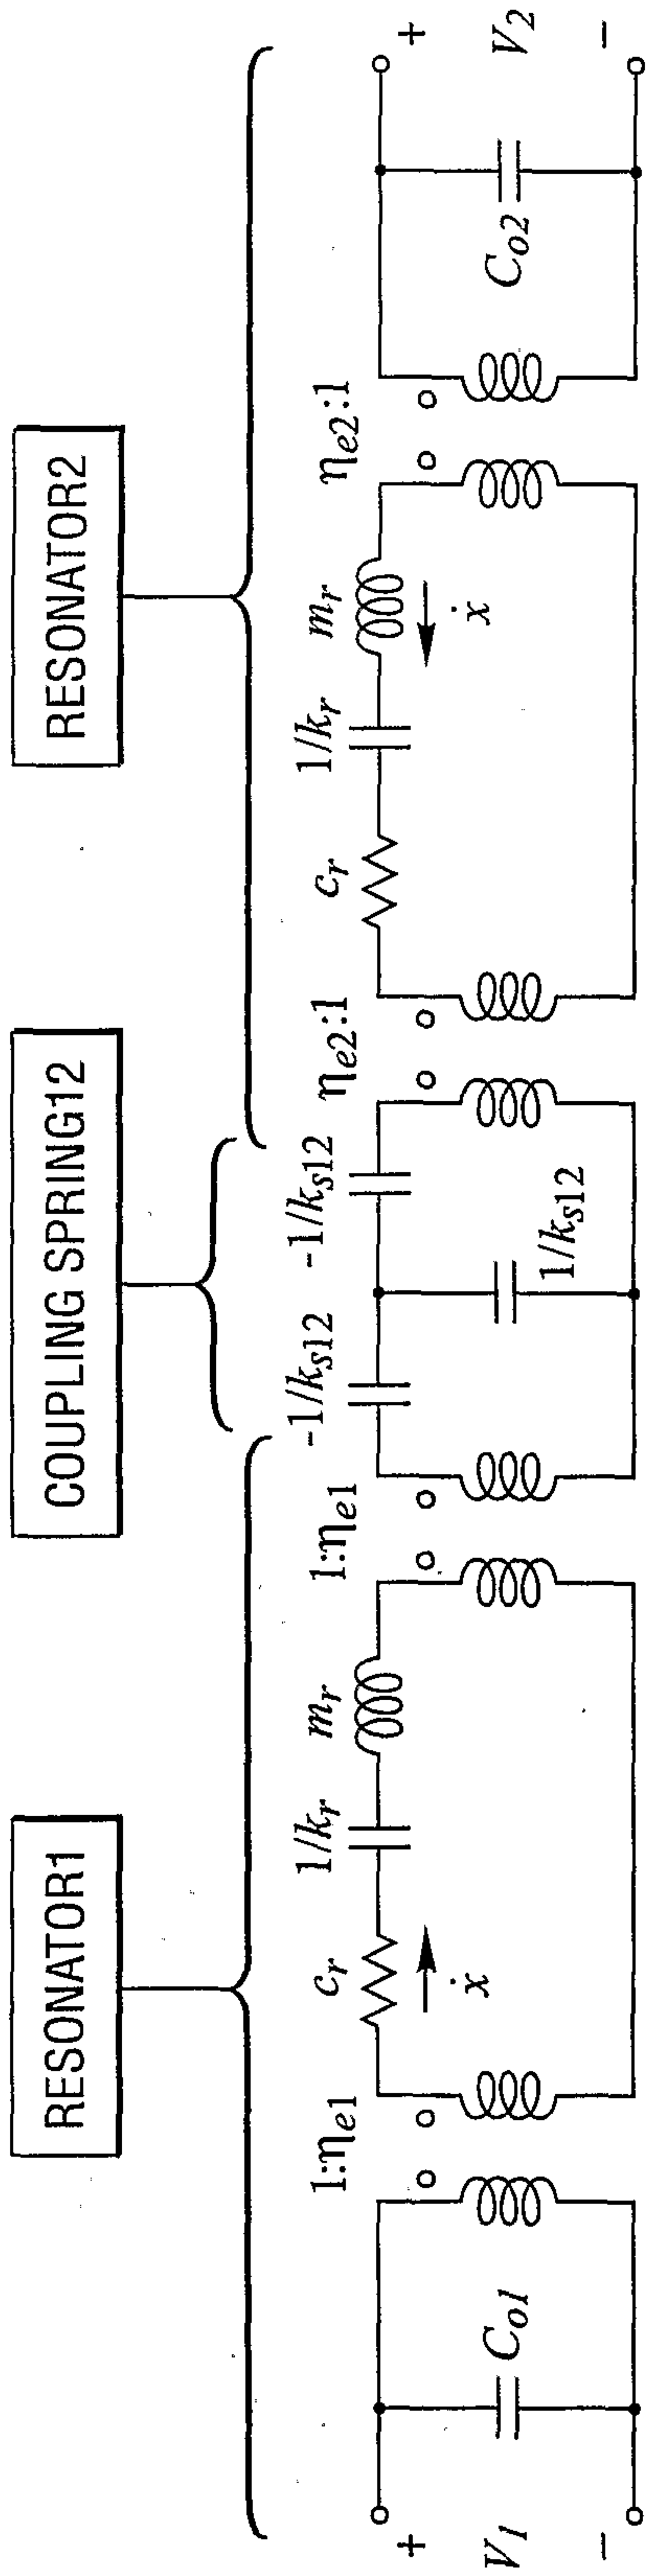 RESONATOR1
COUPLING SPRING12
RESONATOR2
1:ηe1
cr
1/kr
mr
1:ηe1
-1/ks12
-1/ks12
ηe2:1
cr
1/kr
mr
ηe2:1
+
V1
−
Co1
ẋ
1/ks12
ẋ
Co2
+
V2
−